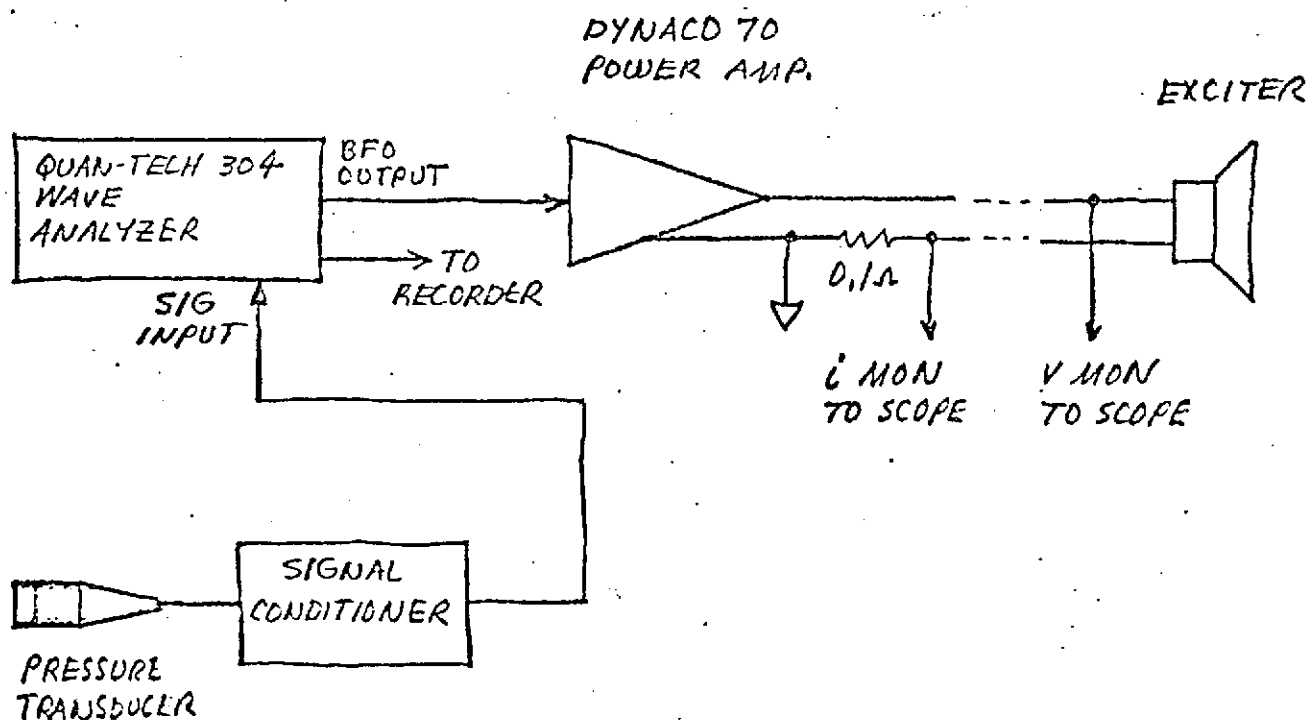 DYNACO 70
POWER AMP.
EXCITER
QUAN-TECH 304
WAVE
ANALYZER
BFO
OUTPUT
TO
RECORDER
SIG
INPUT
0.1Ω
i MON
TO SCOPE
V MON
TO SCOPE
SIGNAL
CONDITIONER
PRESSURE
TRANSDUCER